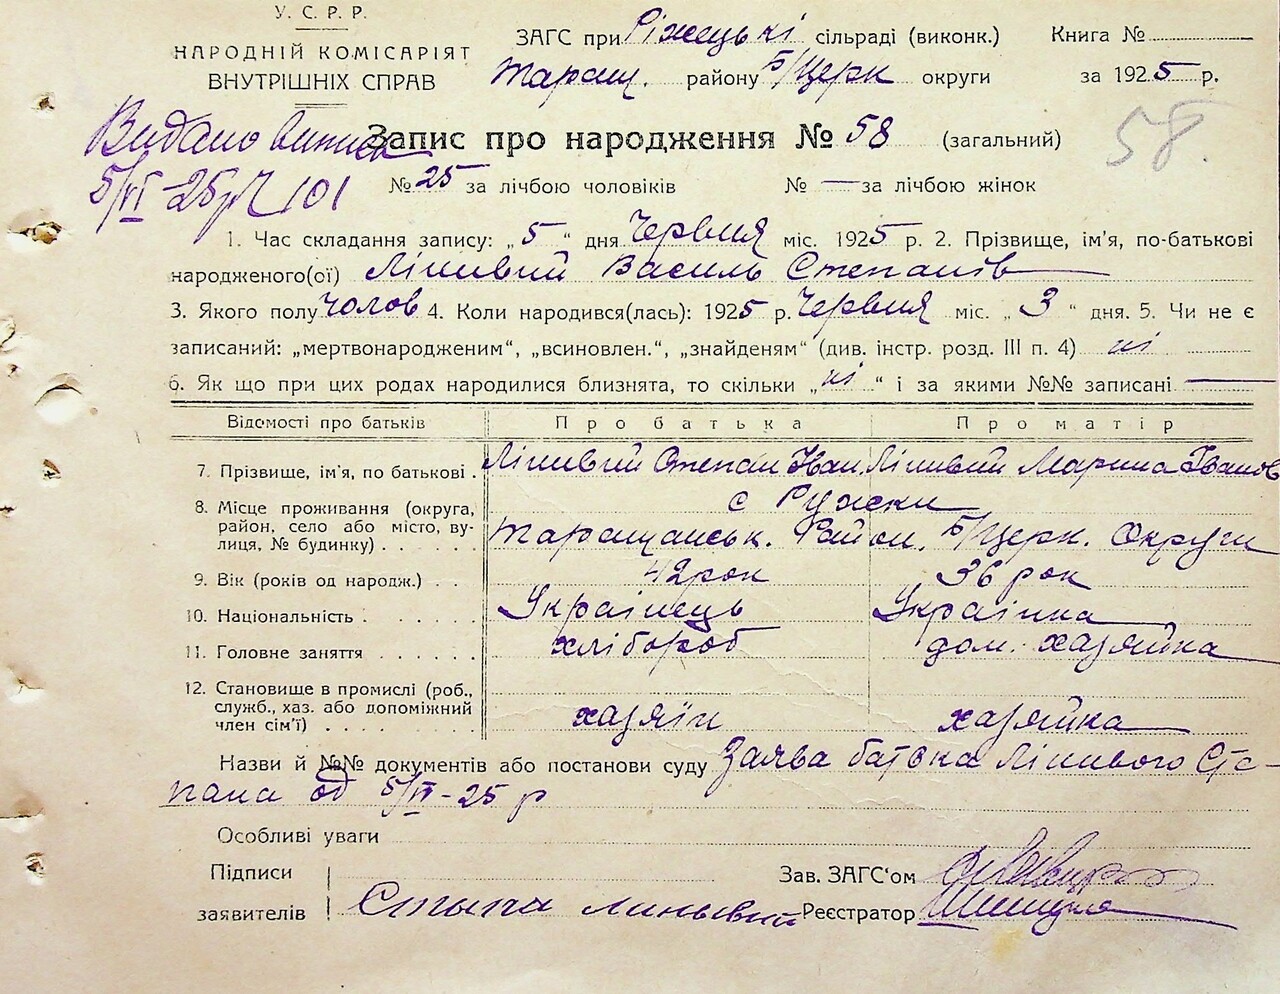 У. С. Р. Р.
НАРОДНІЙ КОМІСАРІЯТ
ВНУТРІШНІХ СПРАВ
ЗАГС при Ріжецькі сільраді (виконк.) Книга №
Таращ. району Б/Церк округи за 1925 р.
Видано випись
5/VI-25р № 101
Запис про народження № 58 (загальний)
58.
№ 25 за лічбою чоловіків № — за лічбою жінок
1. Час складання запису: „5“ дня Червня міс. 1925 р. 2. Прізвище, ім'я, по-батькові
народженого(ої) Лінивий Василь Степанів
3. Якого полу чолов 4. Коли народився(лась): 1925 р. Червня міс. „3“ дня. 5. Чи не є
записаний: „мертвонародженим“, „всиновлен.“, „знайденям“ (див. інстр. розд. III п. 4) ні
6. Як що при цих родах народилися близнята, то скільки „ні“ і за якими №№ записані —
Відомості про батьків Про батька Про матір
7. Прізвище, ім'я, по батькові . Лінивий Степан Іван. Лінивий Марина Іванов
8. Місце проживання (округа, с Ружки
район, село або місто, ву- Таращанськ. Район, Б/Церк. Округи
лиця, № будинку) . . . . .
9. Вік (років од народж.) . . 42 рок 36 рок
10. Національність . . . . . Українець Українка
11. Головне заняття . . . . . хлібороб дом. хазяйка
12. Становище в промислі (роб.,
служб., хаз. або допоміжний
член сім'ї) . . . . . хазяїн хазяйка
Назви й №№ документів або постанови суду Заява батька Лінивого Сте-
пана од 5/VI-25 р
Особливі уваги
Підписи Зав. ЗАГС'ом
заявителів Реєстратор